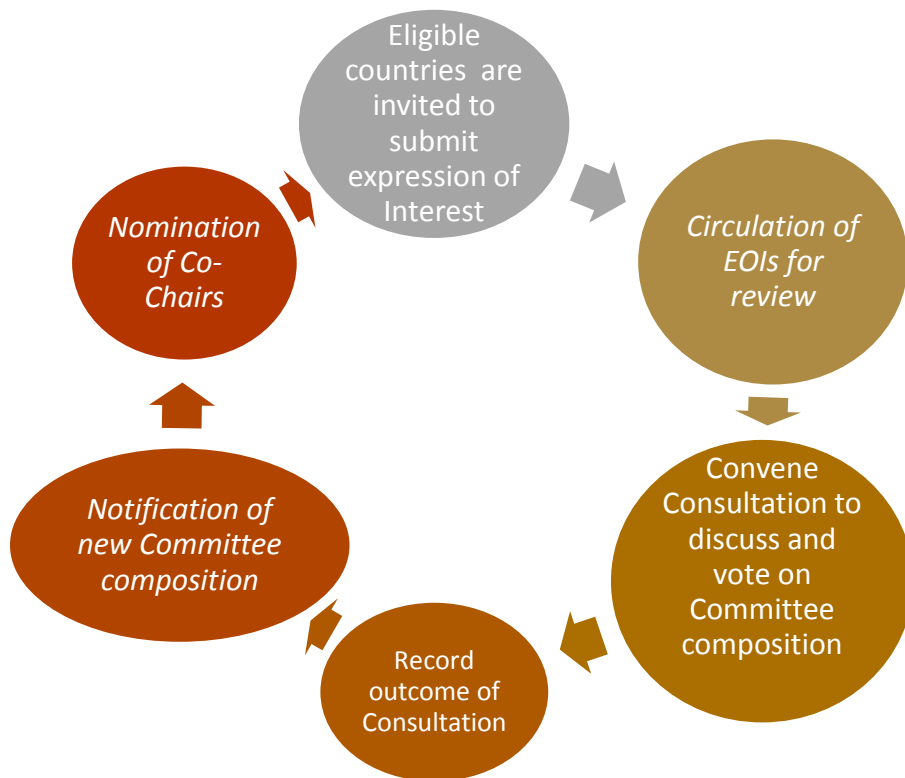 Eligible
countries are
invited to
submit
expression of
Interest
Circulation of
EOIs for
review
Convene
Consultation to
discuss and
vote on
Committee
composition
Record
outcome of
Consultation
Notification of
new Committee
composition
Nomination
of Co-
Chairs